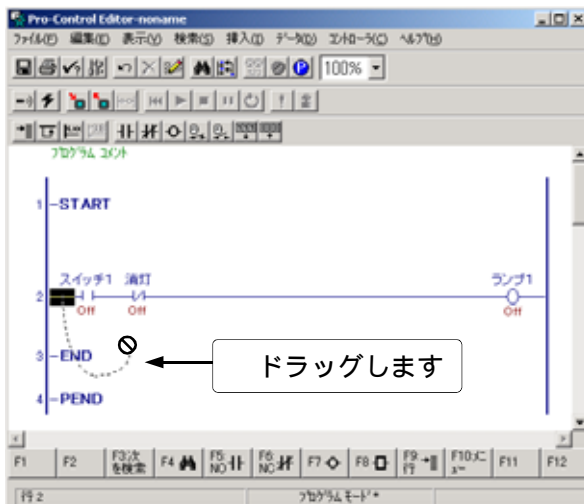 Pro-Control Editor-noname
ファイル(F) 編集(E) 表示(V) 検索(S) 挿入(I) データ(D) コントローラ(C) ヘルプ(H)
100%
プログラム コメント
1 START
スイッチ1 消灯 ランプ1
2
Off Off Off
3 END
ドラッグします
4 PEND
F1 F2 F3:次を検索 F4 F5:NO F6:NC F7 F8 F9行 F10:メニュー F11 F12
行 2 プログラムモード *